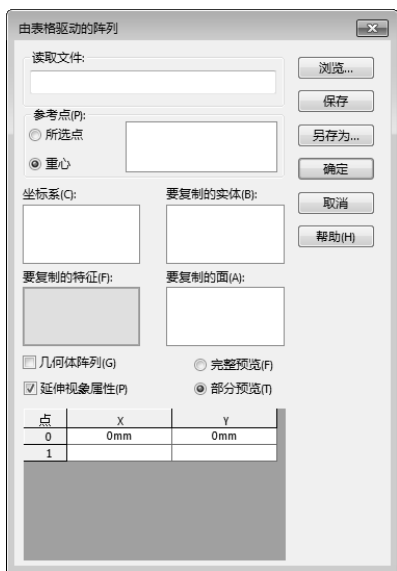 由表格驱动的阵列
读取文件:
浏览...
保存
参考点(P):
所选点
另存为...
重心
确定
坐标系(C):
要复制的实体(B):
取消
帮助(H)
要复制的特征(F):
要复制的面(A):
几何体阵列(G)
完整预览(F)
延伸视象属性(P)
部分预览(T)
点 X Y
0 0mm 0mm
1